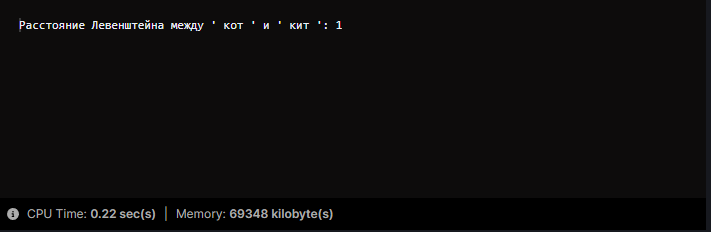 Расстояние Левенштейна между ' кот ' и ' кит ': 1
CPU Time: 0.22 sec(s) | Memory: 69348 kilobyte(s)